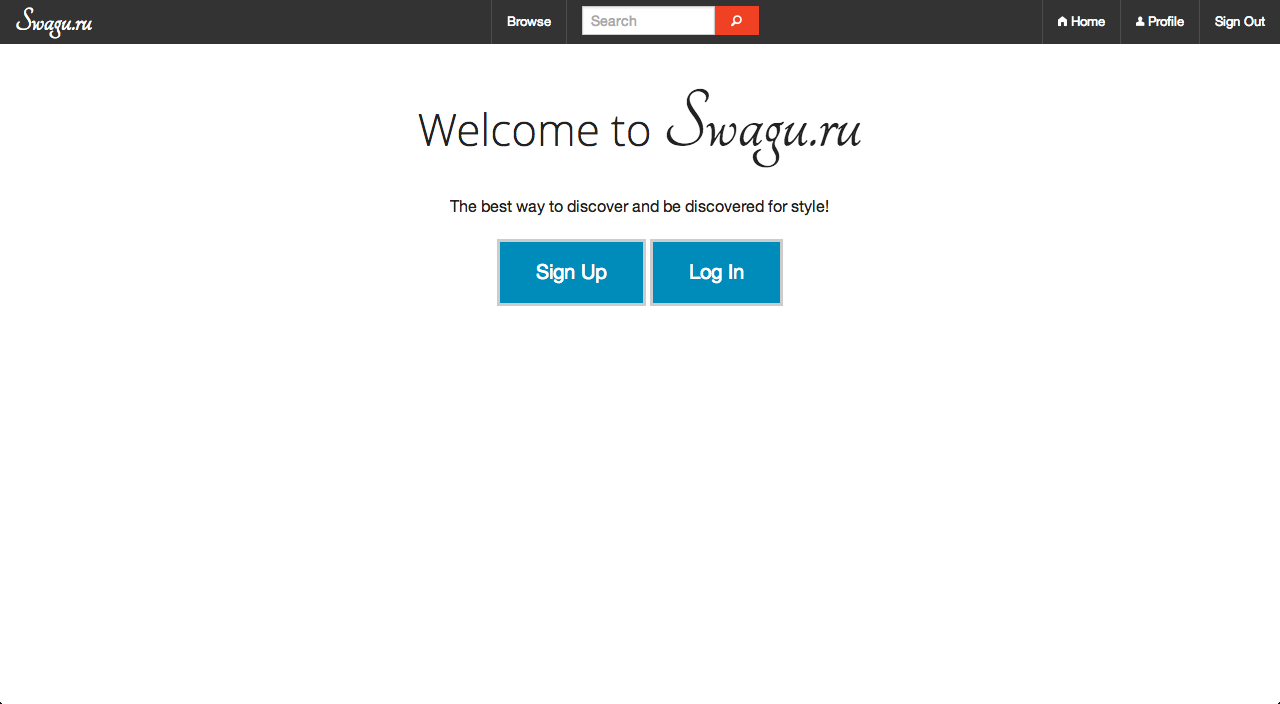 Swagu.ru Browse Search Home Profile Sign Out
Welcome to Swagu.ru
The best way to discover and be discovered for style!
Sign Up Log In